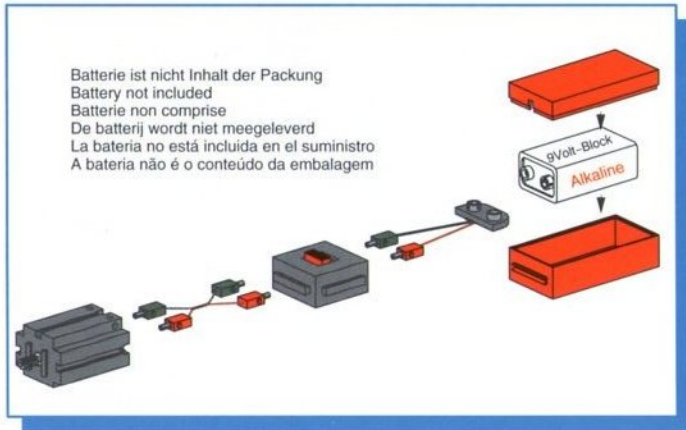 Batterie ist nicht Inhalt der Packung
Battery not included
Batterie non comprise
De batterij wordt niet meegeleverd
La bateria no está incluida en el suministro
A bateria não é o conteúdo da embalagem
9Volt-Block
Alkaline